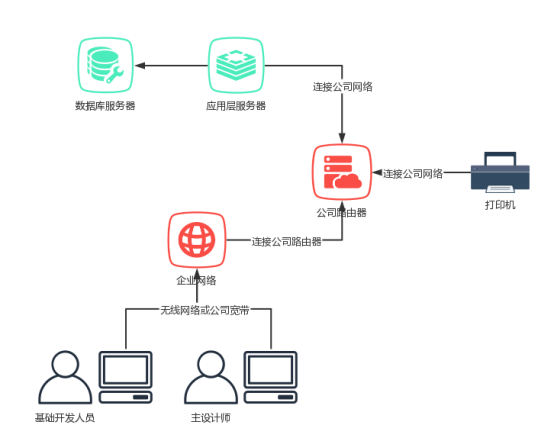 数据库服务器
应用层服务器
连接公司网络
连接公司网络
打印机
公司路由器
连接公司路由器
企业网络
无线网络或公司宽带
基础开发人员
主设计师